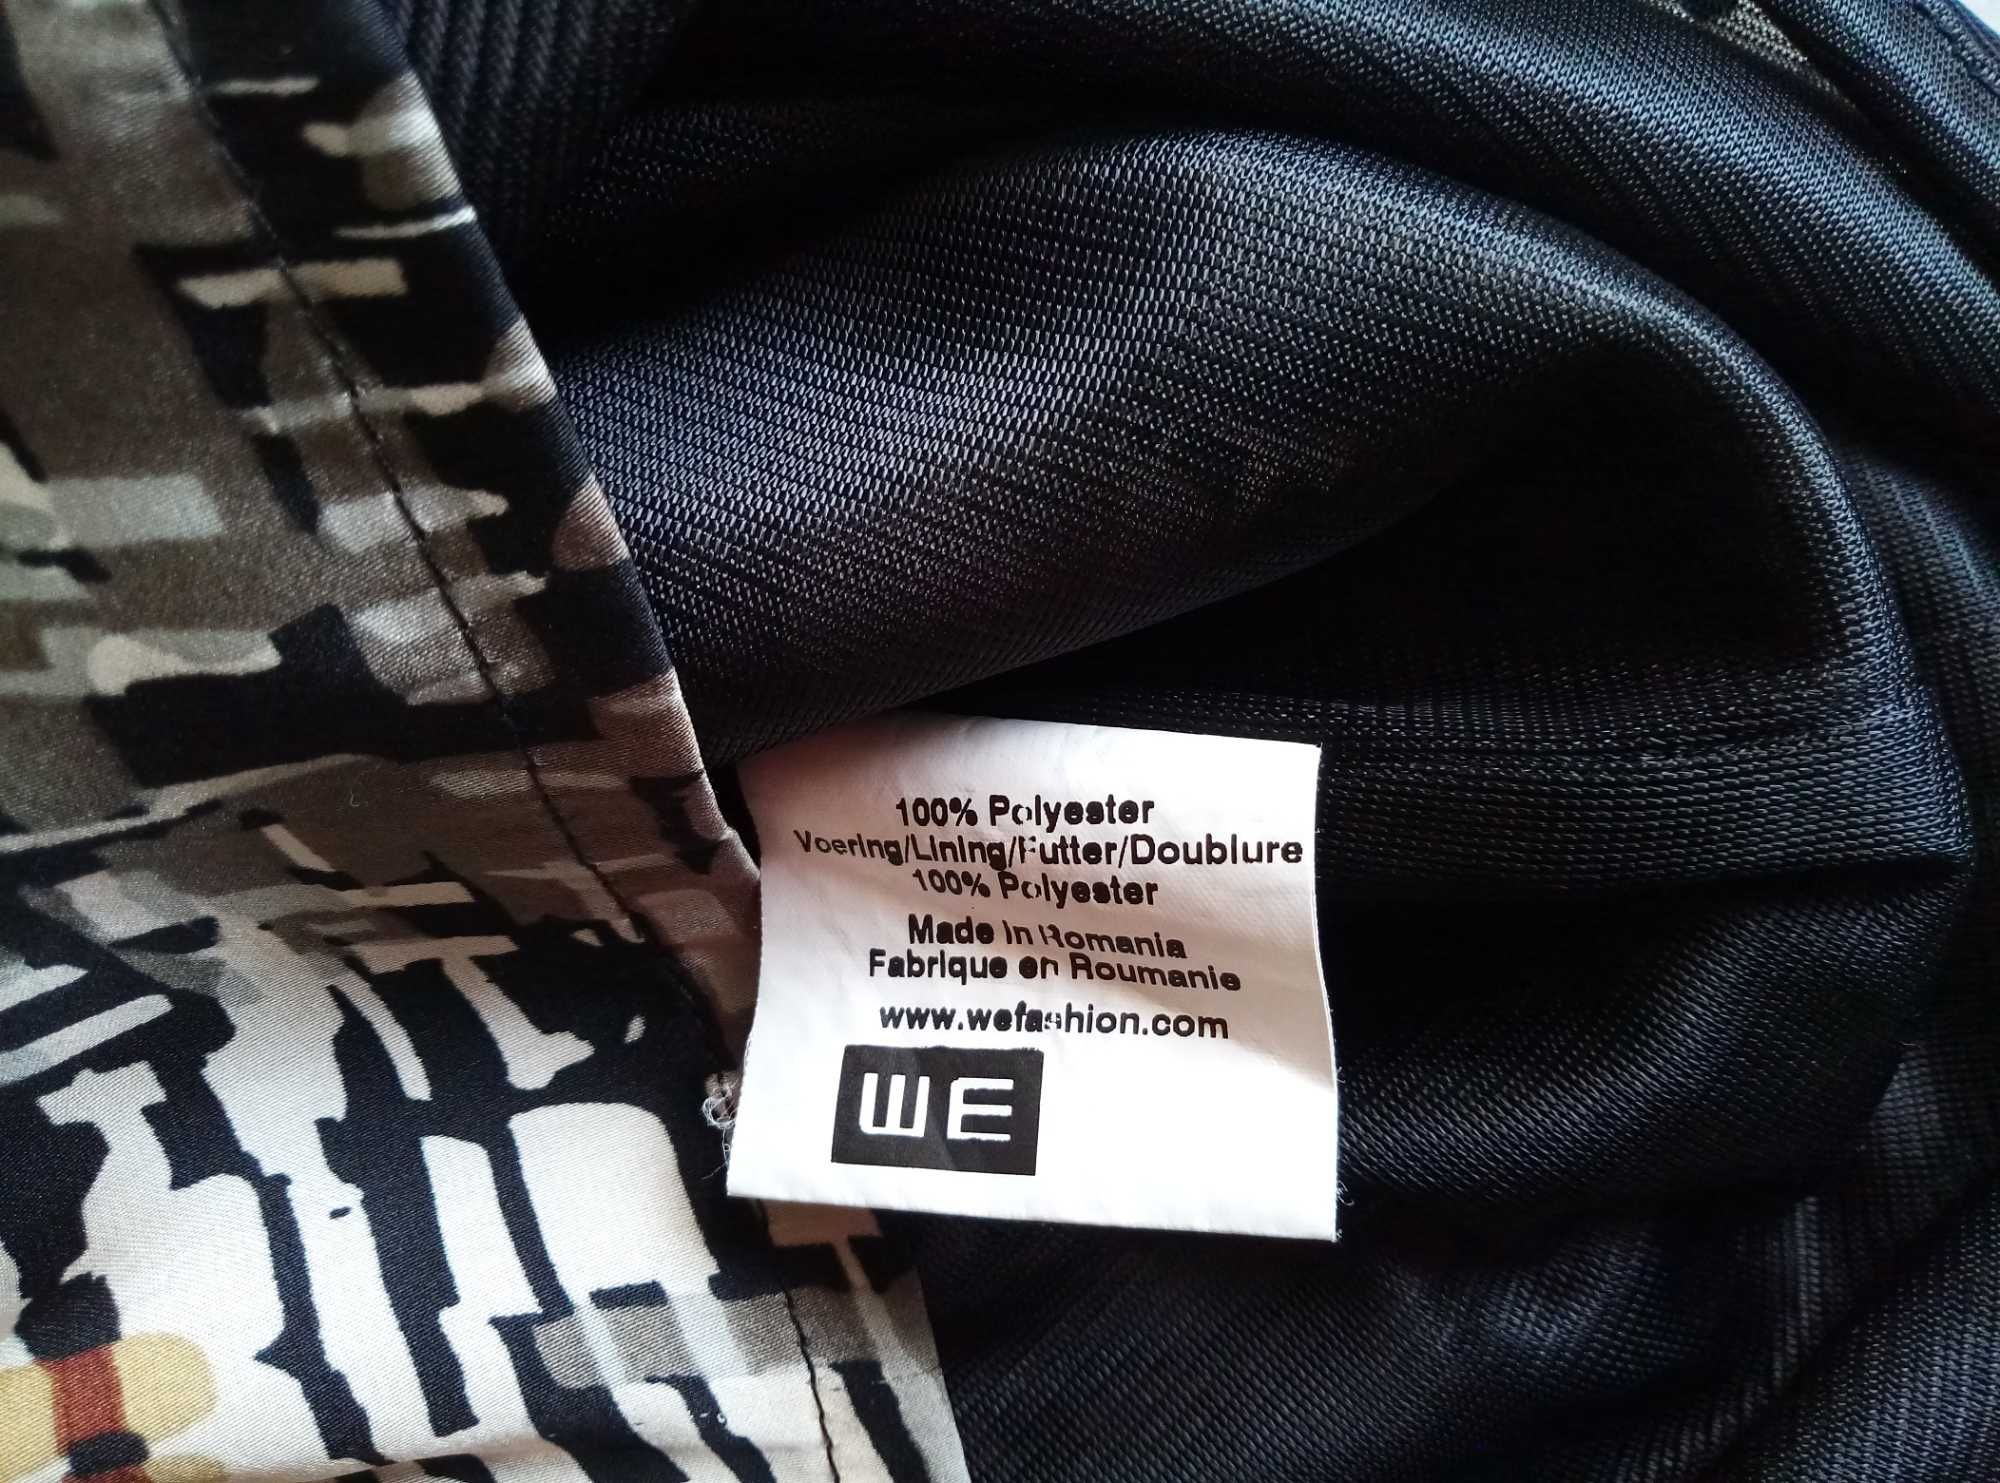 100% Polyester
Voering/Lining/Futter/Doublure
100% Polyester
Made in Romania
Fabrique en Roumanie
www.wefashion.com
WE